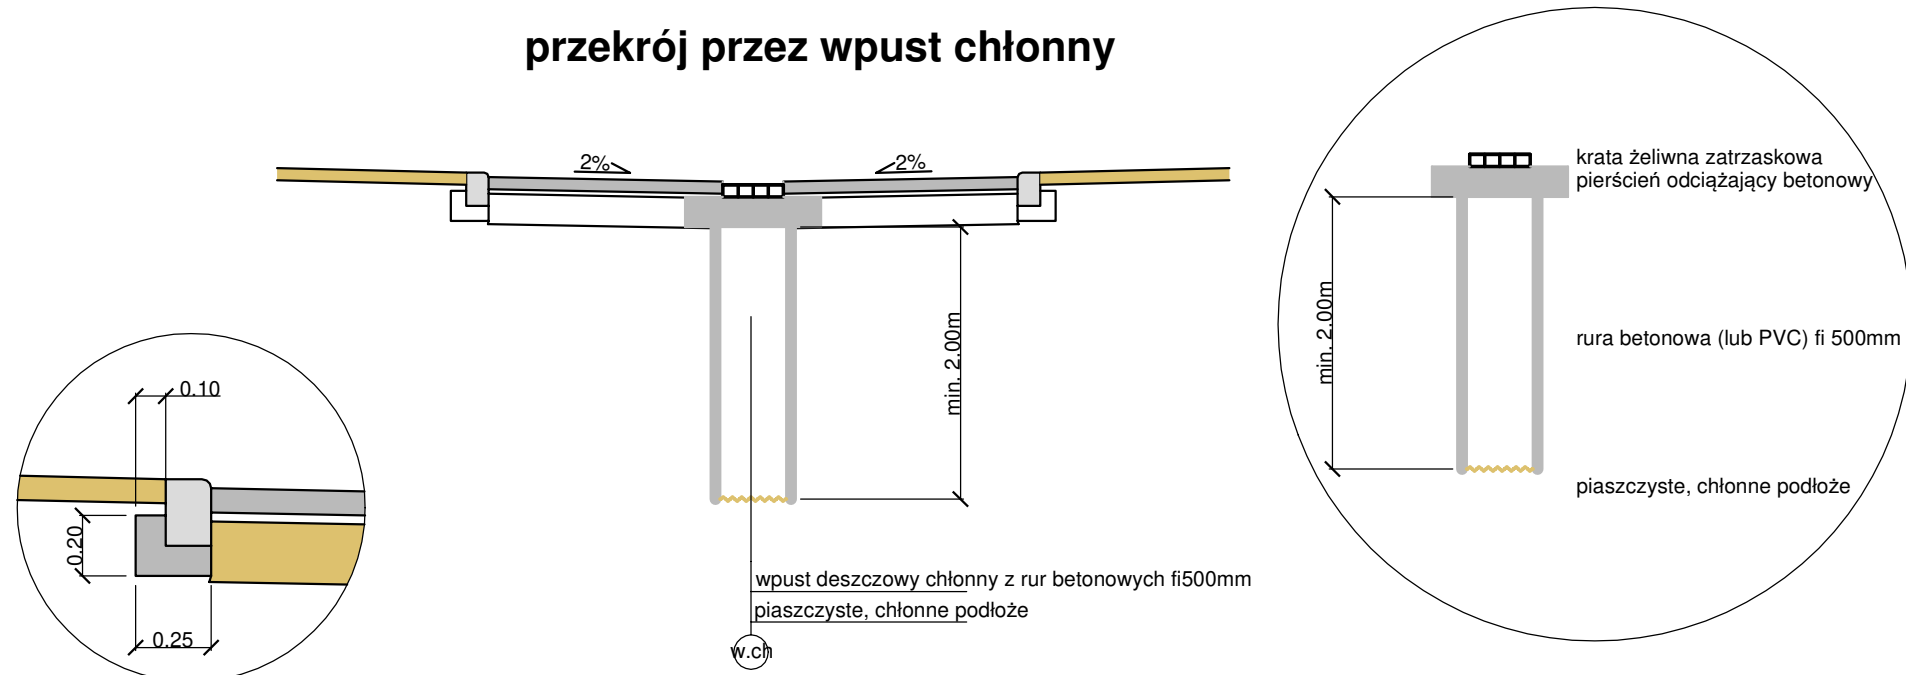 przekrój przez wpust chłonny
2%
2%
min. 2.00m
wpust deszczowy chłonny z rur betonowych fi500mm
piaszczyste, chłonne podłoże
w.ch
0.10
0.20
0.25
krata żeliwna zatrzaskowa
pierścień odciążający betonowy
min. 2.00m
rura betonowa (lub PVC) fi 500mm
piaszczyste, chłonne podłoże